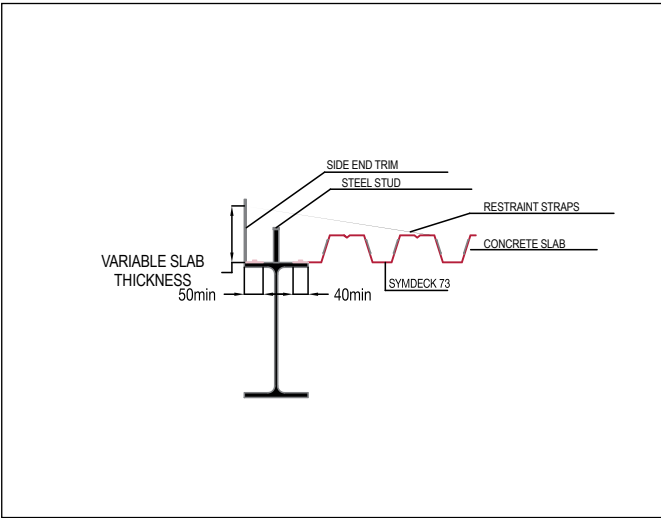 SIDE END TRIM
STEEL STUD
RESTRAINT STRAPS
CONCRETE SLAB
VARIABLE SLAB
THICKNESS
SYMDECK 73
50min
40min